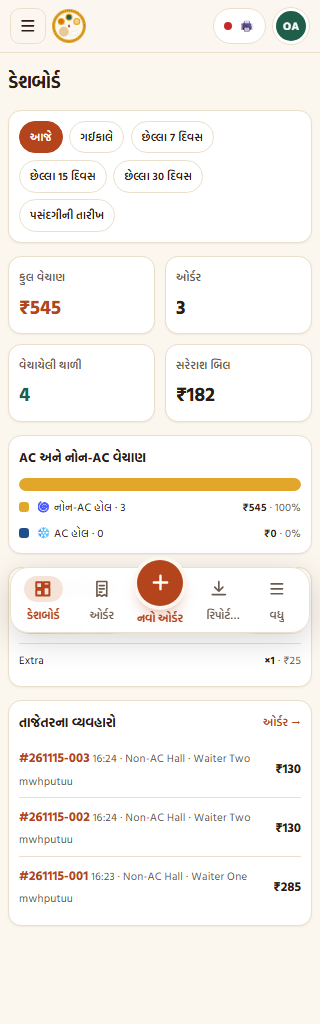 OA
ડેશબોર્ડ
આજે
ગઈકાલે
છેલ્લા 7 દિવસ
છેલ્લા 15 દિવસ
છેલ્લા 30 દિવસ
પસંદગીની તારીખ
કુલ વેચાણ
₹545
ઓર્ડર
3
વેચાયેલી થાળી
4
સરેરાશ બિલ
₹182
AC અને નોન-AC વેચાણ
નોન-AC હોલ · 3 ₹545 · 100%
AC હોલ · 0 ₹0 · 0%
ડેશબોર્ડ
ઓર્ડર
નવો ઓર્ડર
રિપોર્ટ...
વધુ
Extra ×1 · ₹25
તાજેતરના વ્યવહારો ઓર્ડર →
#261115-003 16:24 · Non-AC Hall · Waiter Two
mwhputuu
₹130
#261115-002 16:24 · Non-AC Hall · Waiter Two
mwhputuu
₹130
#261115-001 16:23 · Non-AC Hall · Waiter One
mwhputuu
₹285